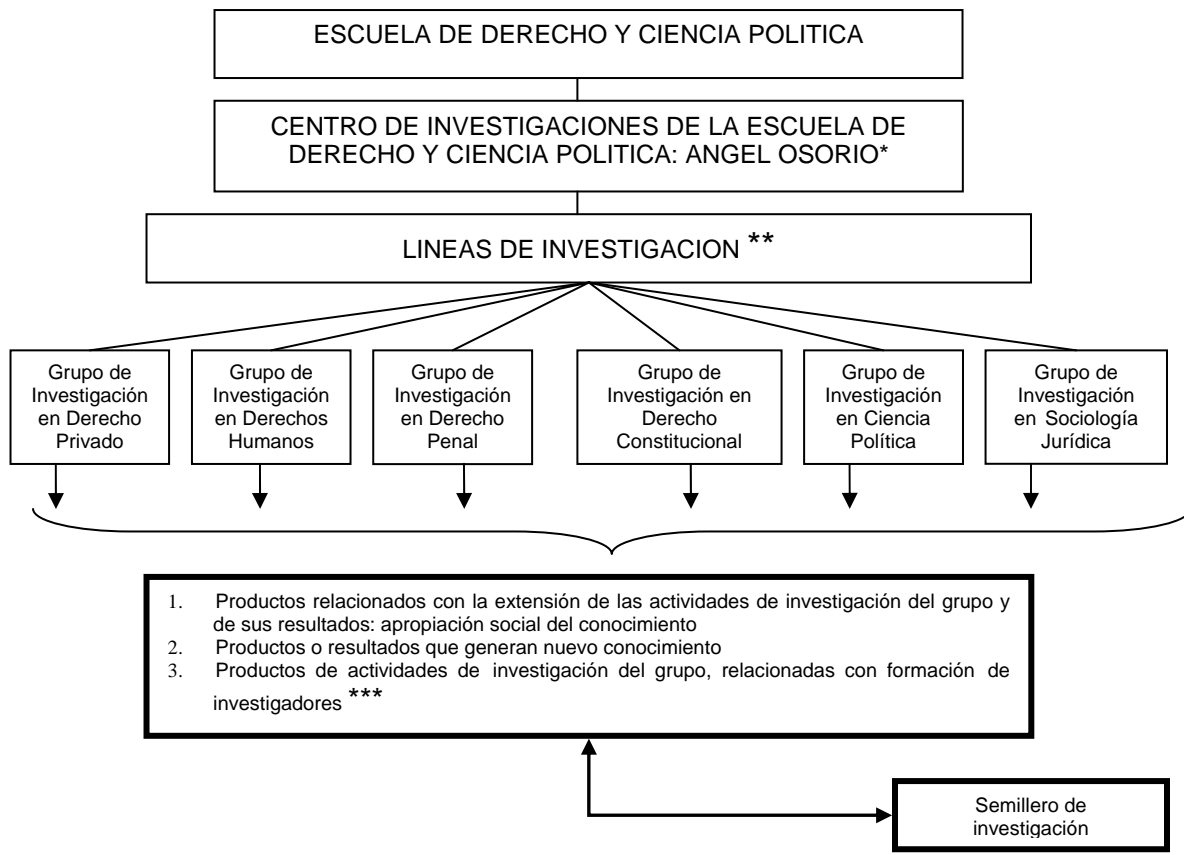 ESCUELA DE DERECHO Y CIENCIA POLITICA
CENTRO DE INVESTIGACIONES DE LA ESCUELA DE
DERECHO Y CIENCIA POLITICA: ANGEL OSORIO*
LINEAS DE INVESTIGACION **
Grupo de
Investigación
en Derecho
Privado
Grupo de
Investigación
en Derechos
Humanos
Grupo de
Investigación
en Derecho
Penal
Grupo de
Investigación en
Derecho
Constitucional
Grupo de
Investigación
en Ciencia
Política
Grupo de
Investigación
en Sociología
Jurídica
1. Productos relacionados con la extensión de las actividades de investigación del grupo y
de sus resultados: apropiación social del conocimiento
2. Productos o resultados que generan nuevo conocimiento
3. Productos de actividades de investigación del grupo, relacionadas con formación de
investigadores ***
Semillero de
investigación